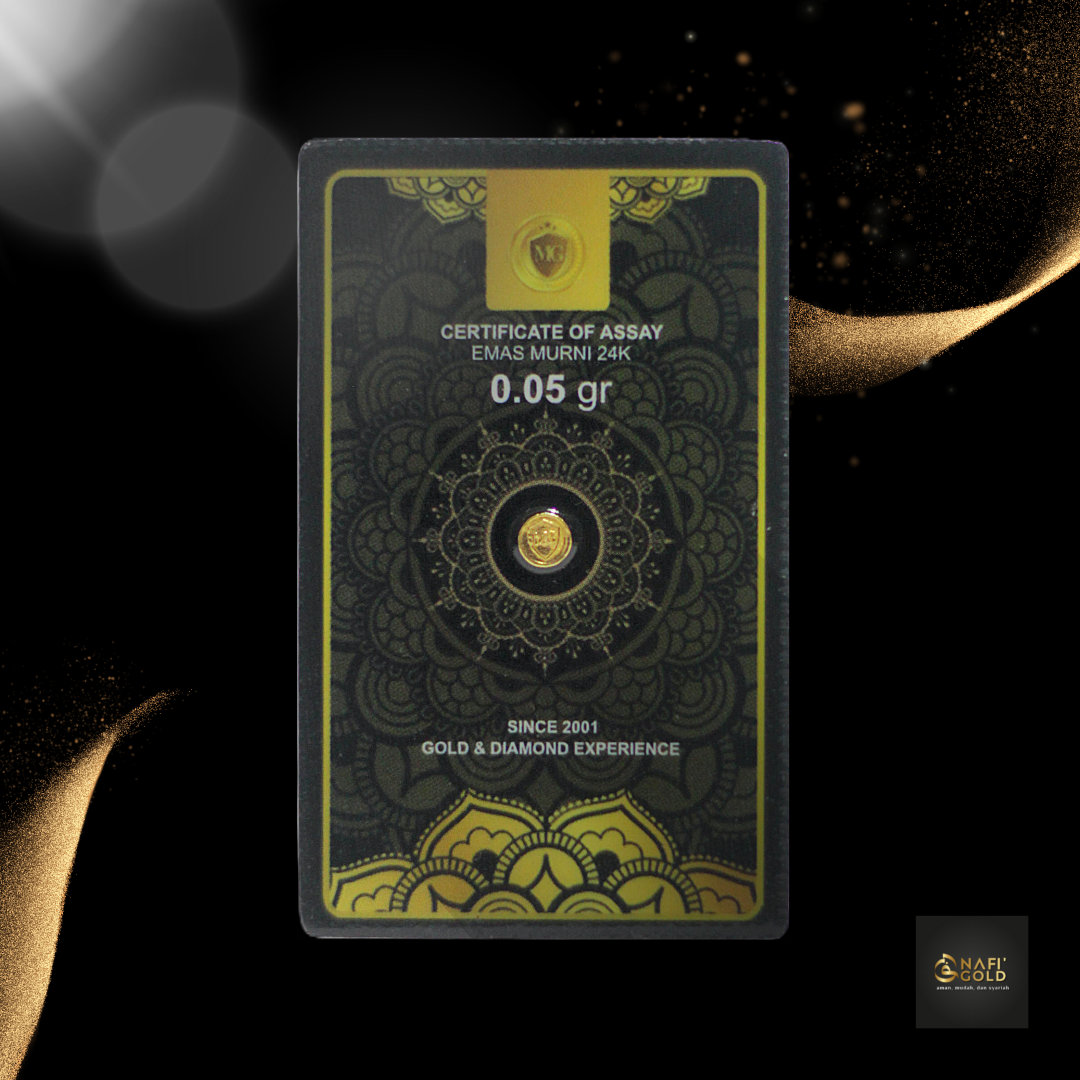 MG
CERTIFICATE OF ASSAY
EMAS MURNI 24K
0.05 gr
SINCE 2001
GOLD & DIAMOND EXPERIENCE
NAFI'
GOLD
aman, mudah, dan syariah